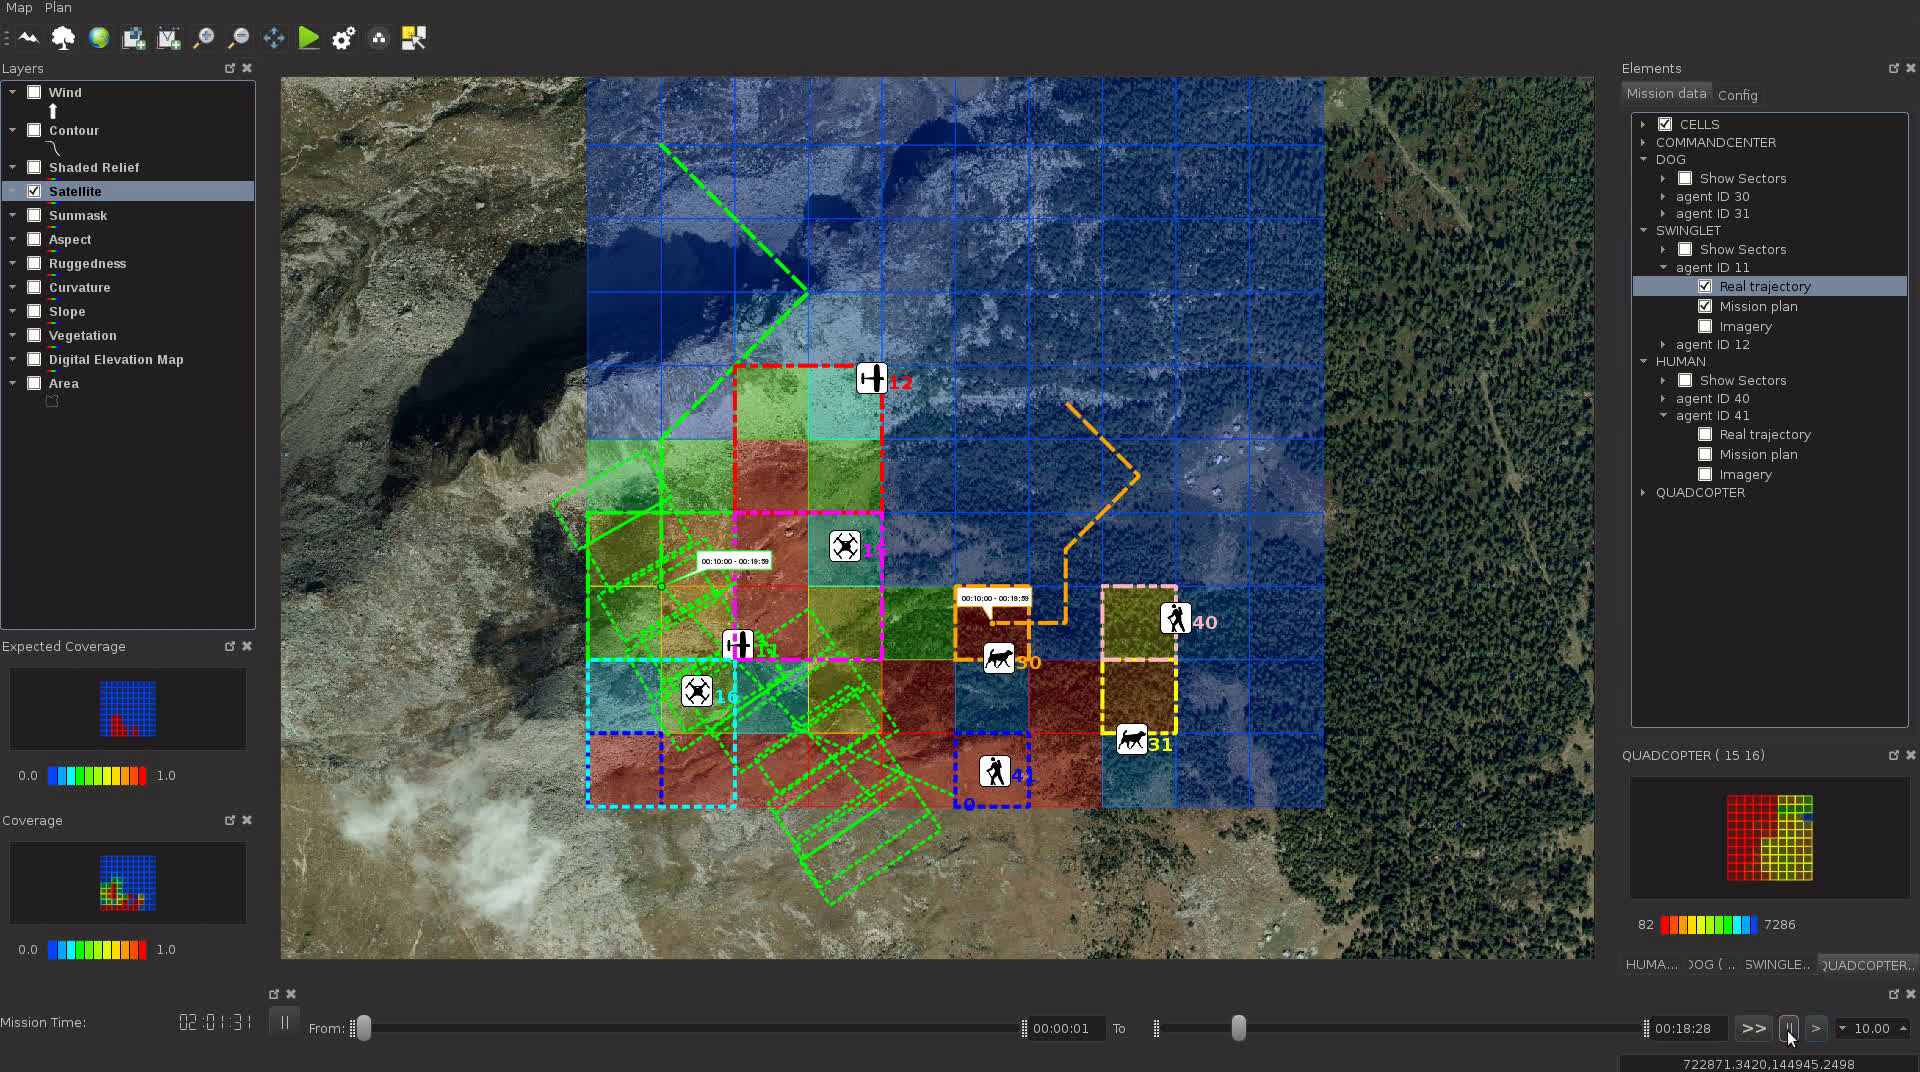 Map Plan
Layers
Wind
Contour
Shaded Relief
Satellite
Sunmask
Aspect
Ruggedness
Curvature
Slope
Vegetation
Digital Elevation Map
Area
Expected Coverage
0.0 1.0
Coverage
0.0 1.0
12
00:10:00 - 00:19:59
11
16
00:10:00 - 00:19:59
30
40
31
41
0
Elements
Mission data Config
CELLS
COMMANDCENTER
DOG
Show Sectors
agent ID 30
agent ID 31
SWINGLET
Show Sectors
agent ID 11
Real trajectory
Mission plan
Imagery
agent ID 12
HUMAN
Show Sectors
agent ID 40
agent ID 41
Real trajectory
Mission plan
Imagery
QUADCOPTER
QUADCOPTER ( 15 16)
82 7286
HUMA... DOG ( .. SWINGLE.. QUADCOPTER..
Mission Time: 02:01:31
From: 00:00:01 To 00:18:28 >> || > 10.00
722871.3420,144945.2498